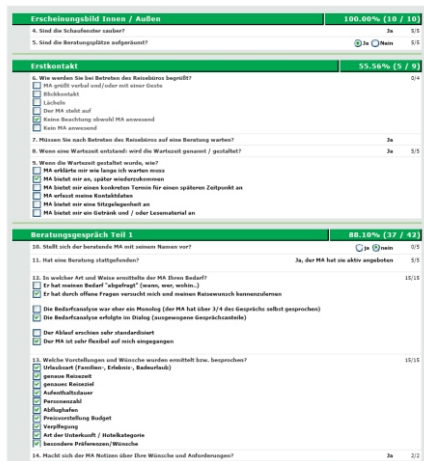 Erscheinungsbild Innen / Außen 100.00% (10 / 10)
4. Sind die Schaufenster sauber? Ja 5/5
5. Sind die Beratungsplätze aufgeräumt? Ja Nein 5/5
Erstkontakt 55.56% (5 / 9)
6. Wie werden Sie bei Betreten des Reisebüros begrüßt? 0/4
MA grüßt verbal und/oder mit einer Geste
Blickkontakt
Lächeln
Der MA steht auf
Keine Beachtung obwohl MA anwesend
Kein MA anwesend
7. Müssen Sie nach Betreten des Reisebüros auf eine Beratung warten? Ja
8. Wenn eine Wartezeit entstand: wird die Wartezeit genannt / gestaltet? Ja 5/5
9. Wenn die Wartezeit gestaltet wurde, wie?
MA erklärte mir wie lange ich warten muss
MA bietet mir an, später wiederzukommen
MA bietet mir einen konkreten Termin für einen späteren Zeitpunkt an
MA erfasst meine Kontaktdaten
MA bietet mir eine Sitzgelegenheit an
MA bietet mir ein Getränk und / oder Lesematerial an
Beratungsgespräch Teil 1 88.10% (37 / 42)
10. Stellt sich der beratende MA mit seinem Namen vor? ja nein 0/5
11. Hat eine Beratung stattgefunden? Ja, der MA hat sie aktiv angeboten 5/5
12. In welcher Art und Weise ermittelte der MA Ihren Bedarf? 15/15
Er hat meinen Bedarf "abgefragt" (wann, wer, wohin..)
Er hat durch offene Fragen versucht mich und meinen Reisewunsch kennenzulernen
Die Bedarfsanalyse war eher ein Monolog (der MA hat über 3/4 des Gesprächs selbst gesprochen)
Die Bedarfsanalyse erfolgte im Dialog (ausgewogene Gesprächsanteile)
Der Ablauf erschien sehr standardisiert
Der MA ist sehr flexibel auf mich eingegangen
13. Welche Vorstellungen und Wünsche wurden ermittelt bzw. besprochen? 15/15
Urlaubsart (Familien-, Erlebnis-, Badeurlaub)
genaue Reisezeit
genaues Reiseziel
Aufenthaltsdauer
Personenzahl
Abflughafen
Preisvorstellung Budget
Verpflegung
Art der Unterkunft / Hotelkategorie
besondere Präferenzen/Wünsche
14. Macht sich der MA Notizen über Ihre Wünsche und Anforderungen? Ja 2/2